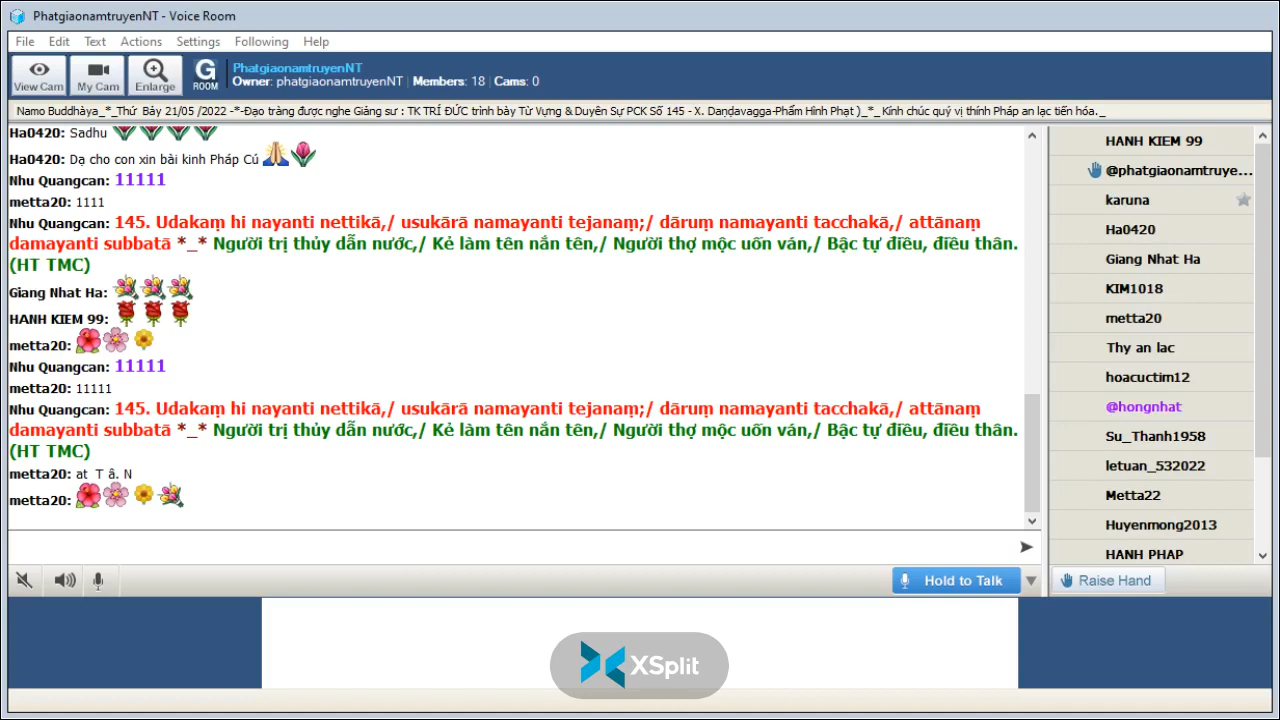 PhatgiaonamtruyenNT - Voice Room
File Edit Text Actions Settings Following Help
View Cam
My Cam
Enlarge
G
ROOM
PhatgiaonamtruyenNT
Owner: phatgiaonamtruyenNT | Members: 18 | Cams: 0
Namo Buddhàya_*_Thứ Bảy 21/05 /2022 -*-Đạo tràng được nghe Giảng sư : TK TRÍ ĐỨC trình bày Từ Vựng & Duyên Sự PCK Số 145 - X. Daṇḍavagga-Phẩm Hình Phạt )_*_ Kính chúc quý vị thính Pháp an lạc tiến hóa._
Ha0420: Sadhu
Ha0420: Dạ cho con xin bài kinh Pháp Cú
Nhu Quangcan: 11111
metta20: 1111
Nhu Quangcan: 145. Udakaṃ hi nayanti nettikā,/ usukārā namayanti tejanaṃ;/ dāruṃ namayanti tacchakā,/ attānaṃ
damayanti subbatā *_* Người trị thủy dẫn nước,/ Kẻ làm tên nắn tên,/ Người thợ mộc uốn ván,/ Bậc tự điều, điều thân.
(HT TMC)
Giang Nhat Ha:
HANH KIEM 99:
metta20:
Nhu Quangcan: 11111
metta20: 11111
Nhu Quangcan: 145. Udakaṃ hi nayanti nettikā,/ usukārā namayanti tejanaṃ;/ dāruṃ namayanti tacchakā,/ attānaṃ
damayanti subbatā *_* Người trị thủy dẫn nước,/ Kẻ làm tên nắn tên,/ Người thợ mộc uốn ván,/ Bậc tự điều, điều thân.
(HT TMC)
metta20: at T â. N
metta20:
HANH KIEM 99
@phatgiaonamtruye...
karuna
Ha0420
Giang Nhat Ha
KIM1018
metta20
Thy an lac
hoacuctim12
@hongnhat
Su_Thanh1958
letuan_532022
Metta22
Huyenmong2013
HANH PHAP
Hold to Talk
Raise Hand
XSplit